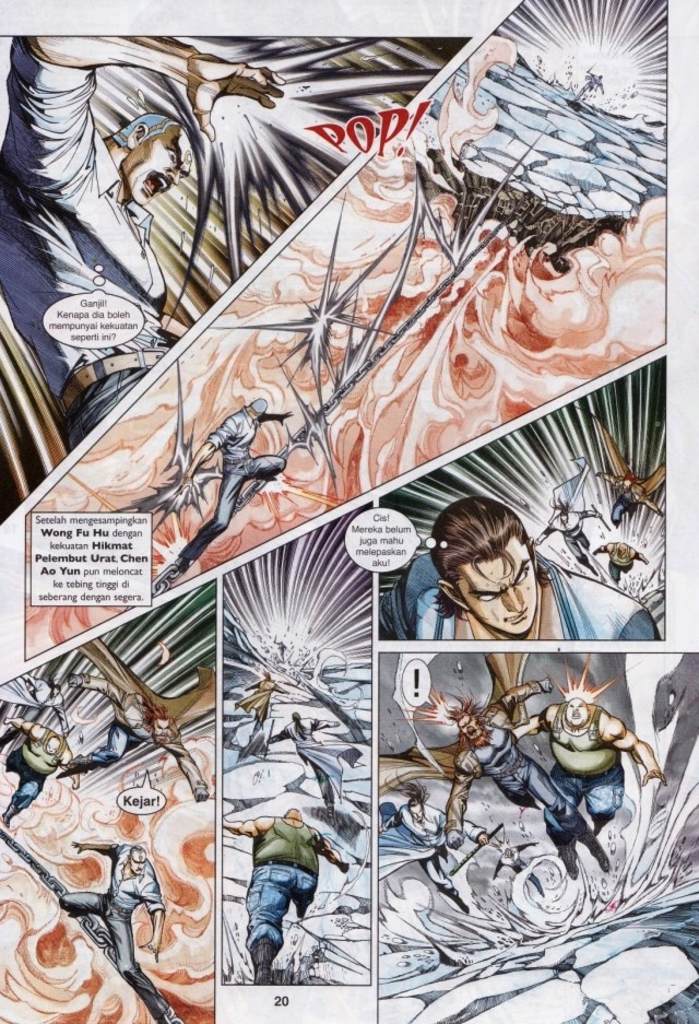 POP!
Ganjil!
Kenapa dia boleh
mempunyai kekuatan
seperti ini?
Setelah mengesampingkan
Wong Fu Hu dengan
kekuatan Hikmat
Pelembut Urat, Chen
Ao Yun pun meloncat
ke tebing tinggi di
seberang dengan segera.
Cis!
Mereka belum
juga mahu
melepaskan
aku!
Kejar!
!
20